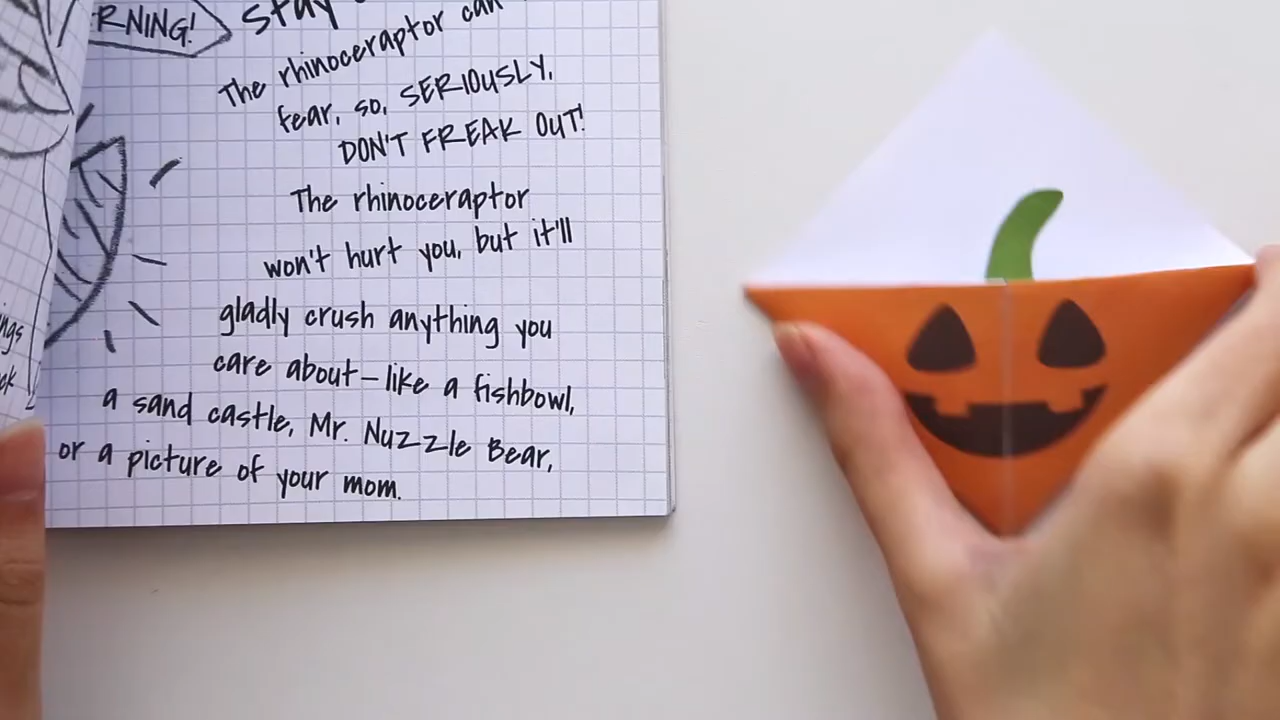 RNING!
stay
The rhinoceraptor can
fear, so, SERIOUSLY,
DON'T FREAK OUT!
The rhinoceraptor
won't hurt you, but it'll
gladly crush anything you
care about—like a fishbowl,
a sand castle, Mr. Nuzzle Bear,
or a picture of your mom.